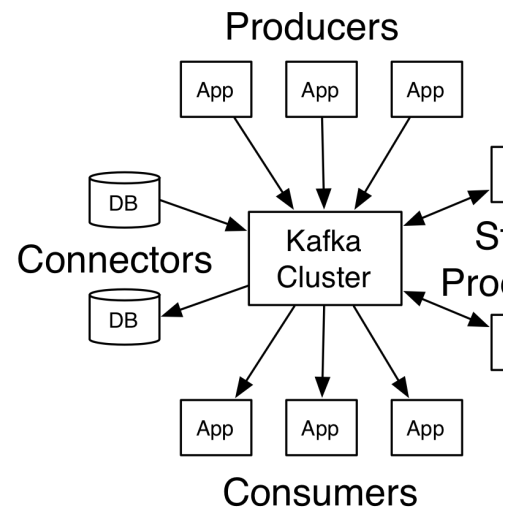 Producers
App App App
DB
Kafka
Cluster
Connectors
DB
App App App
Consumers